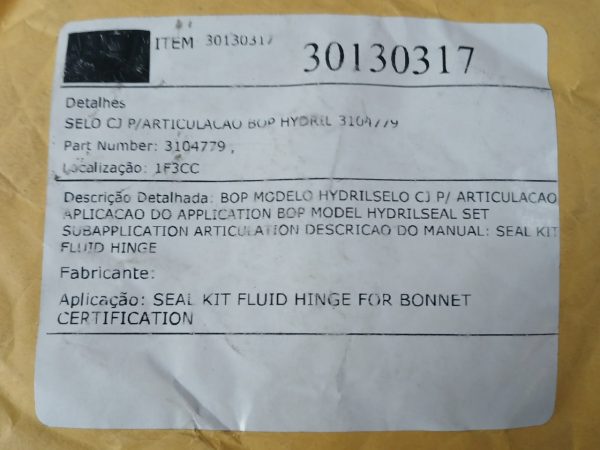 ITEM 30130317
30130317
Detalhes
SELO CJ P/ARTICULACAO BOP HYDRIL 3104779
Part Number: 3104779 ,
Localização: 1F3CC
Descrição Detalhada: BOP MODELO HYDRILSELO CJ P/ ARTICULACAO
APLICACAO DO APPLICATION BOP MODEL HYDRILSEAL SET
SUBAPPLICATION ARTICULATION DESCRICAO DO MANUAL: SEAL KIT
FLUID HINGE
Fabricante:
Aplicação: SEAL KIT FLUID HINGE FOR BONNET
CERTIFICATION